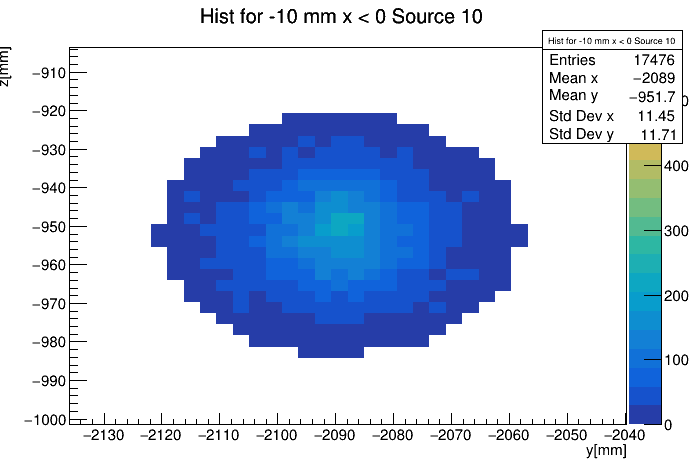 Hist for -10 mm x < 0 Source 10
z[mm]
Hist for -10 mm x < 0 Source 10
Entries 17476
Mean x −2089
Mean y −951.7
Std Dev x 11.45
Std Dev y 11.71
−910
−920
−930
−940
−950
−960
−970
−980
−990
−1000
0
400
300
200
100
0
−2130 −2120 −2110 −2100 −2090 −2080 −2070 −2060 −2050 −2040
y[mm]